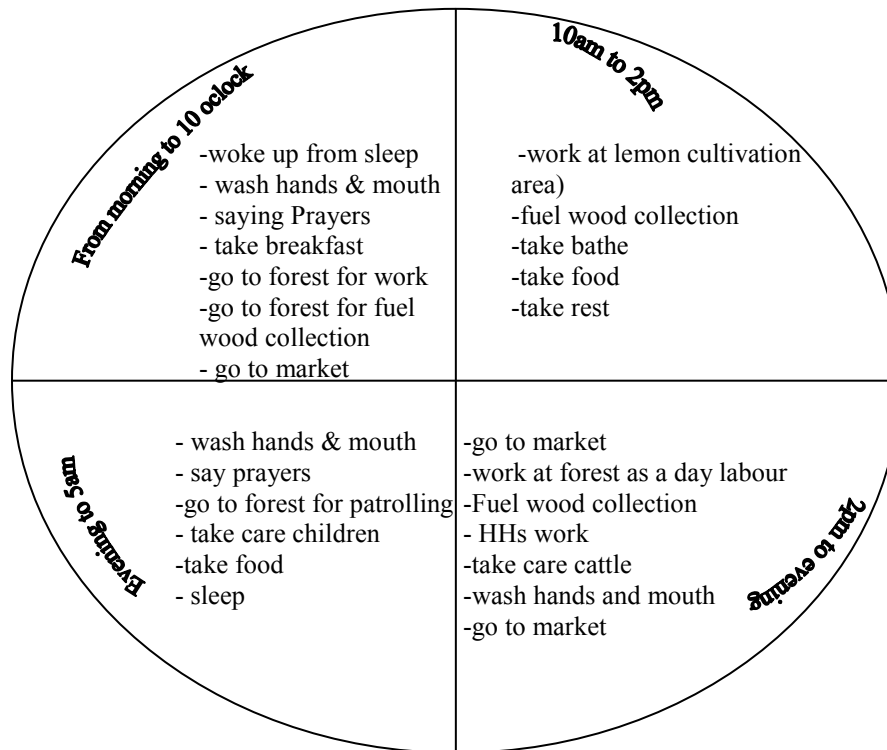 From morning to 10 oclock
-woke up from sleep
- wash hands & mouth
- saying Prayers
- take breakfast
-go to forest for work
-go to forest for fuel
wood collection
- go to market
10am to 2pm
-work at lemon cultivation
area)
-fuel wood collection
-take bathe
-take food
-take rest
Evening to 5am
- wash hands & mouth
- say prayers
-go to forest for patrolling
- take care children
-take food
- sleep
2pm to evening
-go to market
-work at forest as a day labour
-Fuel wood collection
- HHs work
-take care cattle
-wash hands and mouth
-go to market